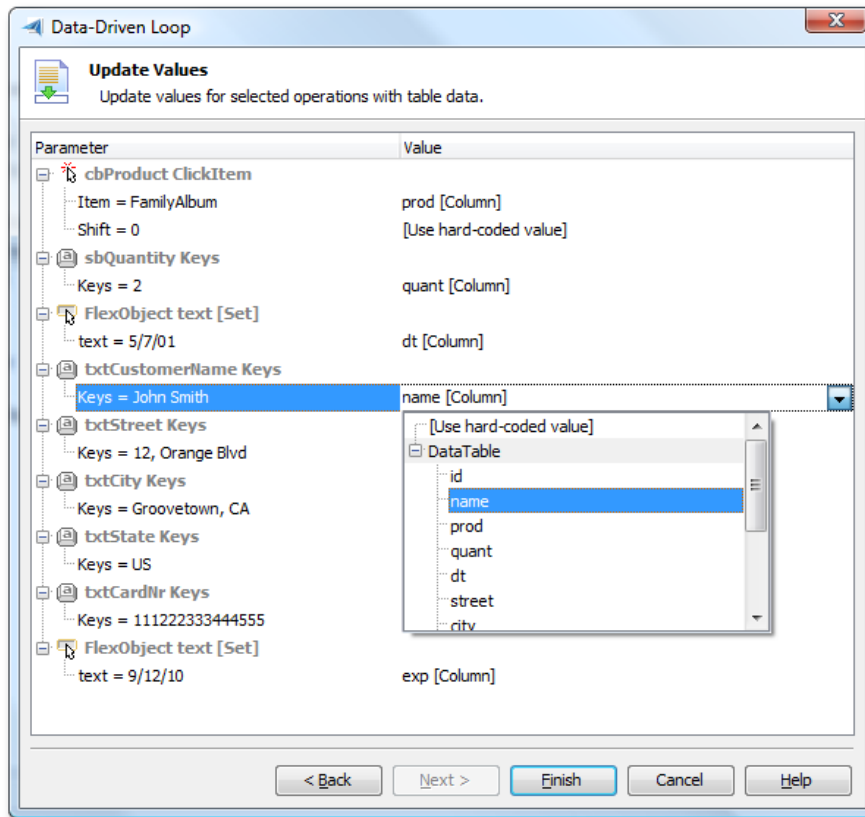 Data-Driven Loop
Update Values
Update values for selected operations with table data.
Parameter Value
cbProduct ClickItem
Item = FamilyAlbum prod [Column]
Shift = 0 [Use hard-coded value]
sbQuantity Keys
Keys = 2 quant [Column]
FlexObject text [Set]
text = 5/7/01 dt [Column]
txtCustomerName Keys
Keys = John Smith name [Column]
txtStreet Keys [Use hard-coded value]
DataTable
Keys = 12, Orange Blvd id
txtCity Keys name
Keys = Groovetown, CA prod
txtState Keys quant
Keys = US dt
txtCardNr Keys street
Keys = 111222333444555 city
FlexObject text [Set]
text = 9/12/10 exp [Column]
< Back Next > Finish Cancel Help